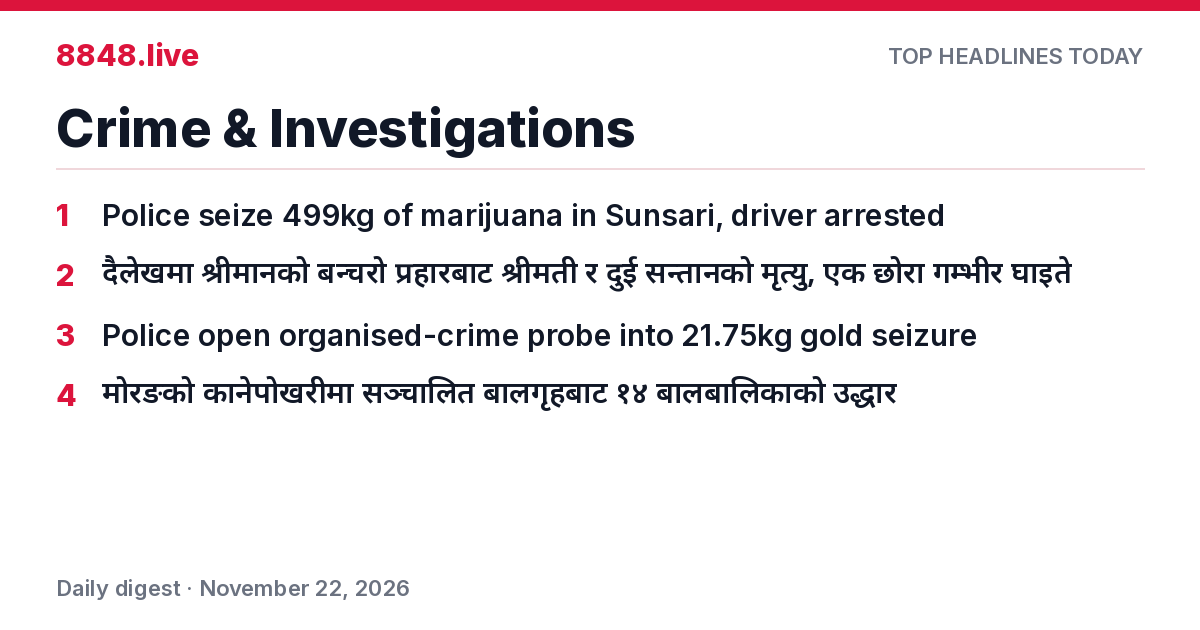 8848.live
TOP HEADLINES TODAY
Crime & Investigations
1 Police seize 499kg of marijuana in Sunsari, driver arrested
2 दैलेखमा श्रीमानको बन्चरो प्रहारबाट श्रीमती र दुई सन्तानको मृत्यु, एक छोरा गम्भीर घाइते
3 Police open organised-crime probe into 21.75kg gold seizure
4 मोरङको कानेपोखरीमा सञ्चालित बालगृहबाट १४ बालबालिकाको उद्धार
Daily digest · November 22, 2026